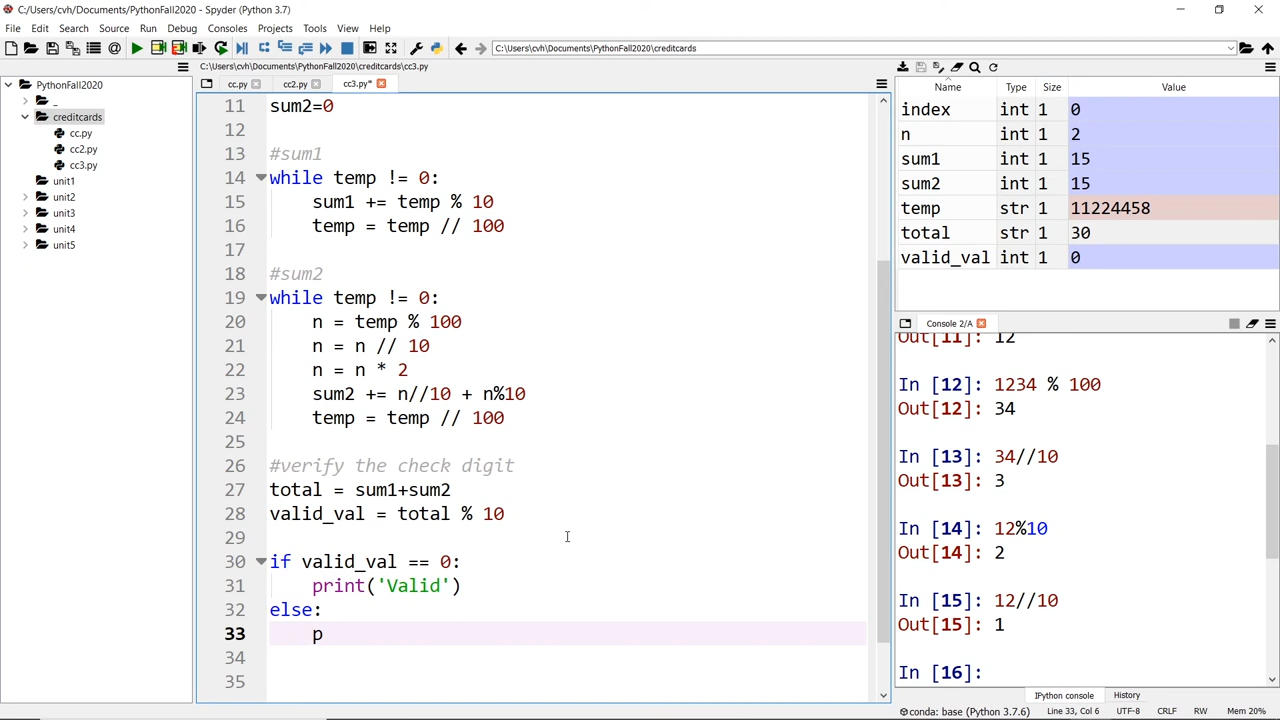 C:/Users/cvh/Documents/PythonFall2020 - Spyder (Python 3.7)
File Edit Search Source Run Debug Consoles Projects Tools View Help
C:\Users\cvh\Documents\PythonFall2020\creditcards
C:\Users\cvh\Documents\PythonFall2020\creditcards\cc3.py
PythonFall2020
_
creditcards
cc.py
cc2.py
cc3.py
unit1
unit2
unit3
unit4
unit5
cc.py cc2.py cc3.py*
11 sum2=0
12
13 #sum1
14 while temp != 0:
15 sum1 += temp % 10
16 temp = temp // 100
17
18 #sum2
19 while temp != 0:
20 n = temp % 100
21 n = n // 10
22 n = n * 2
23 sum2 += n//10 + n%10
24 temp = temp // 100
25
26 #verify the check digit
27 total = sum1+sum2
28 valid_val = total % 10
29
30 if valid_val == 0:
31 print('Valid')
32 else:
33 p
34
35
Name Type Size Value
index int 1 0
n int 1 2
sum1 int 1 15
sum2 int 1 15
temp str 1 11224458
total str 1 30
valid_val int 1 0
Console 2/A
Out[11]: 12
In [12]: 1234 % 100
Out[12]: 34
In [13]: 34//10
Out[13]: 3
In [14]: 12%10
Out[14]: 2
In [15]: 12//10
Out[15]: 1
In [16]:
IPython console History
conda: base (Python 3.7.6) Line 33, Col 6 UTF-8 CRLF RW Mem 20%